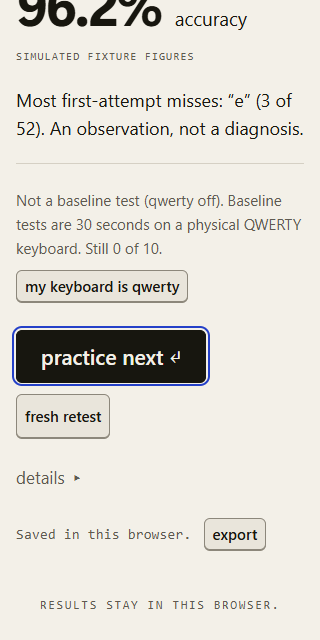 96.2% accuracy
SIMULATED FIXTURE FIGURES
Most first-attempt misses: “e” (3 of
52). An observation, not a diagnosis.
Not a baseline test (qwerty off). Baseline
tests are 30 seconds on a physical QWERTY
keyboard. Still 0 of 10.
my keyboard is qwerty
practice next ↵
fresh retest
details ▸
Saved in this browser. export
RESULTS STAY IN THIS BROWSER.